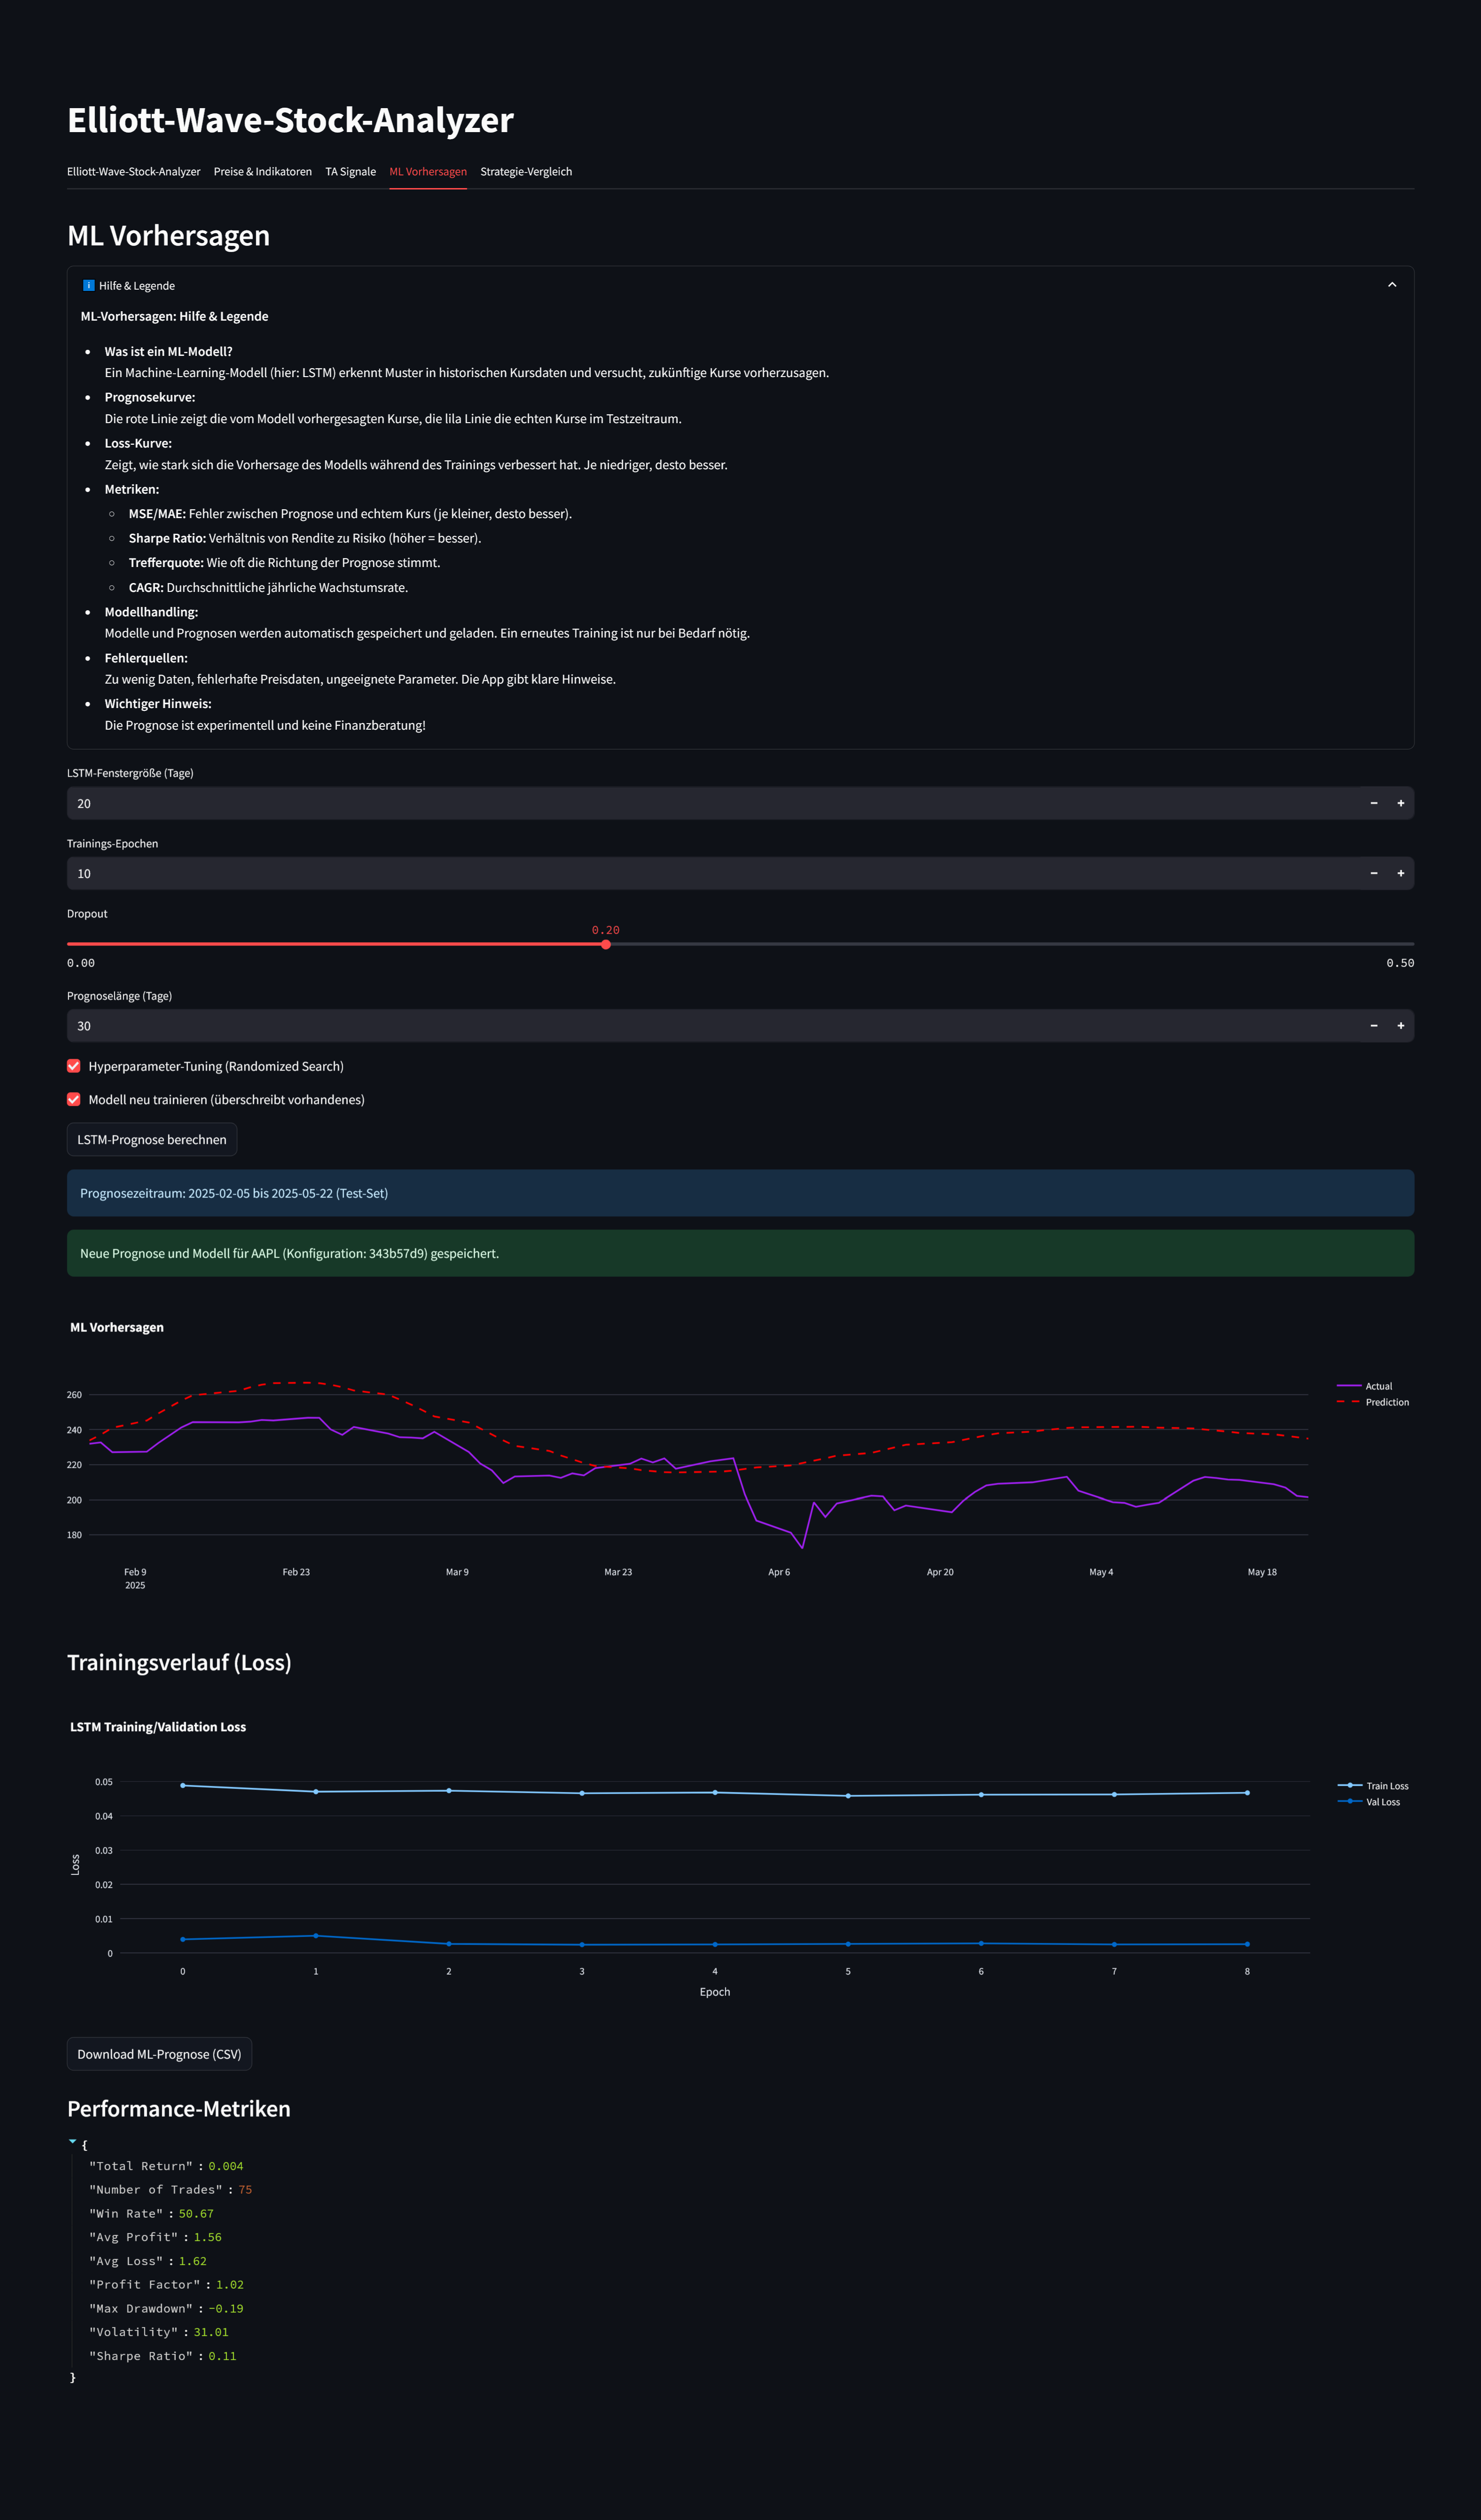 Elliott-Wave-Stock-Analyzer
Elliott-Wave-Stock-Analyzer Preise & Indikatoren TA Signale ML Vorhersagen Strategie-Vergleich
ML Vorhersagen
i Hilfe & Legende
ML-Vorhersagen: Hilfe & Legende
• Was ist ein ML-Modell?
Ein Machine-Learning-Modell (hier: LSTM) erkennt Muster in historischen Kursdaten und versucht, zukünftige Kurse vorherzusagen.
• Prognosekurve:
Die rote Linie zeigt die vom Modell vorhergesagten Kurse, die lila Linie die echten Kurse im Testzeitraum.
• Loss-Kurve:
Zeigt, wie stark sich die Vorhersage des Modells während des Trainings verbessert hat. Je niedriger, desto besser.
• Metriken:
○ MSE/MAE: Fehler zwischen Prognose und echtem Kurs (je kleiner, desto besser).
○ Sharpe Ratio: Verhältnis von Rendite zu Risiko (höher = besser).
○ Trefferquote: Wie oft die Richtung der Prognose stimmt.
○ CAGR: Durchschnittliche jährliche Wachstumsrate.
• Modellhandling:
Modelle und Prognosen werden automatisch gespeichert und geladen. Ein erneutes Training ist nur bei Bedarf nötig.
• Fehlerquellen:
Zu wenig Daten, fehlerhafte Preisdaten, ungeeignete Parameter. Die App gibt klare Hinweise.
• Wichtiger Hinweis:
Die Prognose ist experimentell und keine Finanzberatung!
LSTM-Fenstergröße (Tage)
20 − +
Trainings-Epochen
10 − +
Dropout
0.20
0.00 0.50
Prognoselänge (Tage)
30 − +
Hyperparameter-Tuning (Randomized Search)
Modell neu trainieren (überschreibt vorhandenes)
LSTM-Prognose berechnen
Prognosezeitraum: 2025-02-05 bis 2025-05-22 (Test-Set)
Neue Prognose und Modell für AAPL (Konfiguration: 343b57d9) gespeichert.
ML Vorhersagen
Actual
Prediction
260
240
220
200
180
Feb 9 Feb 23 Mar 9 Mar 23 Apr 6 Apr 20 May 4 May 18
2025
Trainingsverlauf (Loss)
LSTM Training/Validation Loss
Train Loss
Val Loss
0.05
0.04
0.03
0.02
0.01
0
Loss
0 1 2 3 4 5 6 7 8
Epoch
Download ML-Prognose (CSV)
Performance-Metriken
{
"Total Return" : 0.004
"Number of Trades" : 75
"Win Rate" : 50.67
"Avg Profit" : 1.56
"Avg Loss" : 1.62
"Profit Factor" : 1.02
"Max Drawdown" : -0.19
"Volatility" : 31.01
"Sharpe Ratio" : 0.11
}